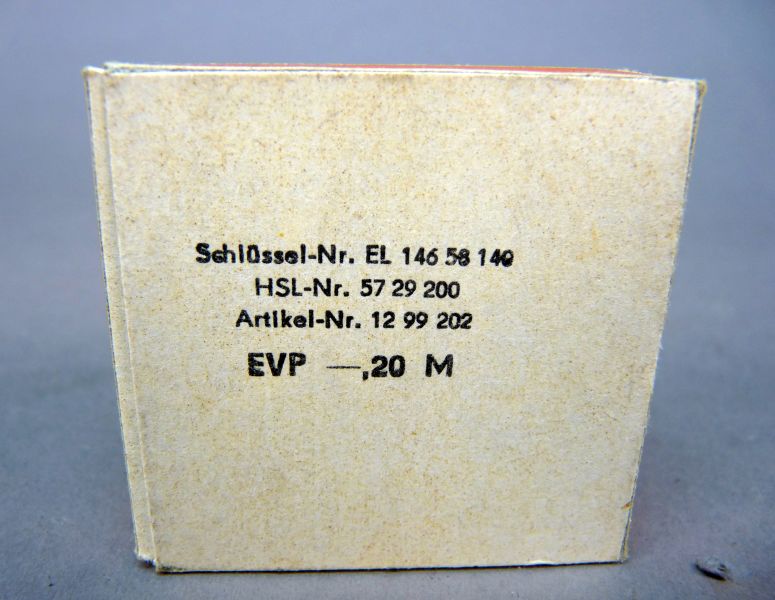 Schlüssel-Nr. EL 146 58 140
HSL-Nr. 57 29 200
Artikel-Nr. 12 99 202
EVP —,20 M